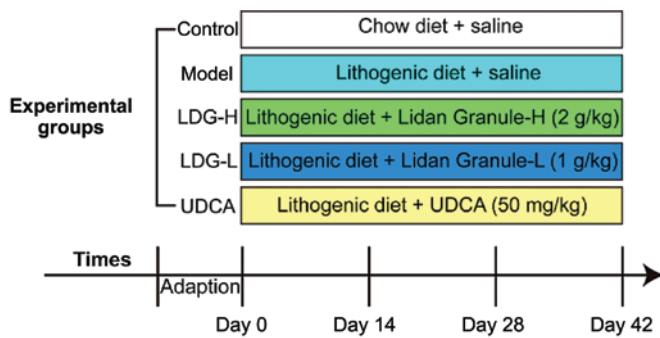 Control
Chow diet + saline
Model
Lithogenic diet + saline
Experimental
groups
LDG-H
Lithogenic diet + Lidan Granule-H (2 g/kg)
LDG-L
Lithogenic diet + Lidan Granule-L (1 g/kg)
UDCA
Lithogenic diet + UDCA (50 mg/kg)
Times
Adaption
Day 0
Day 14
Day 28
Day 42